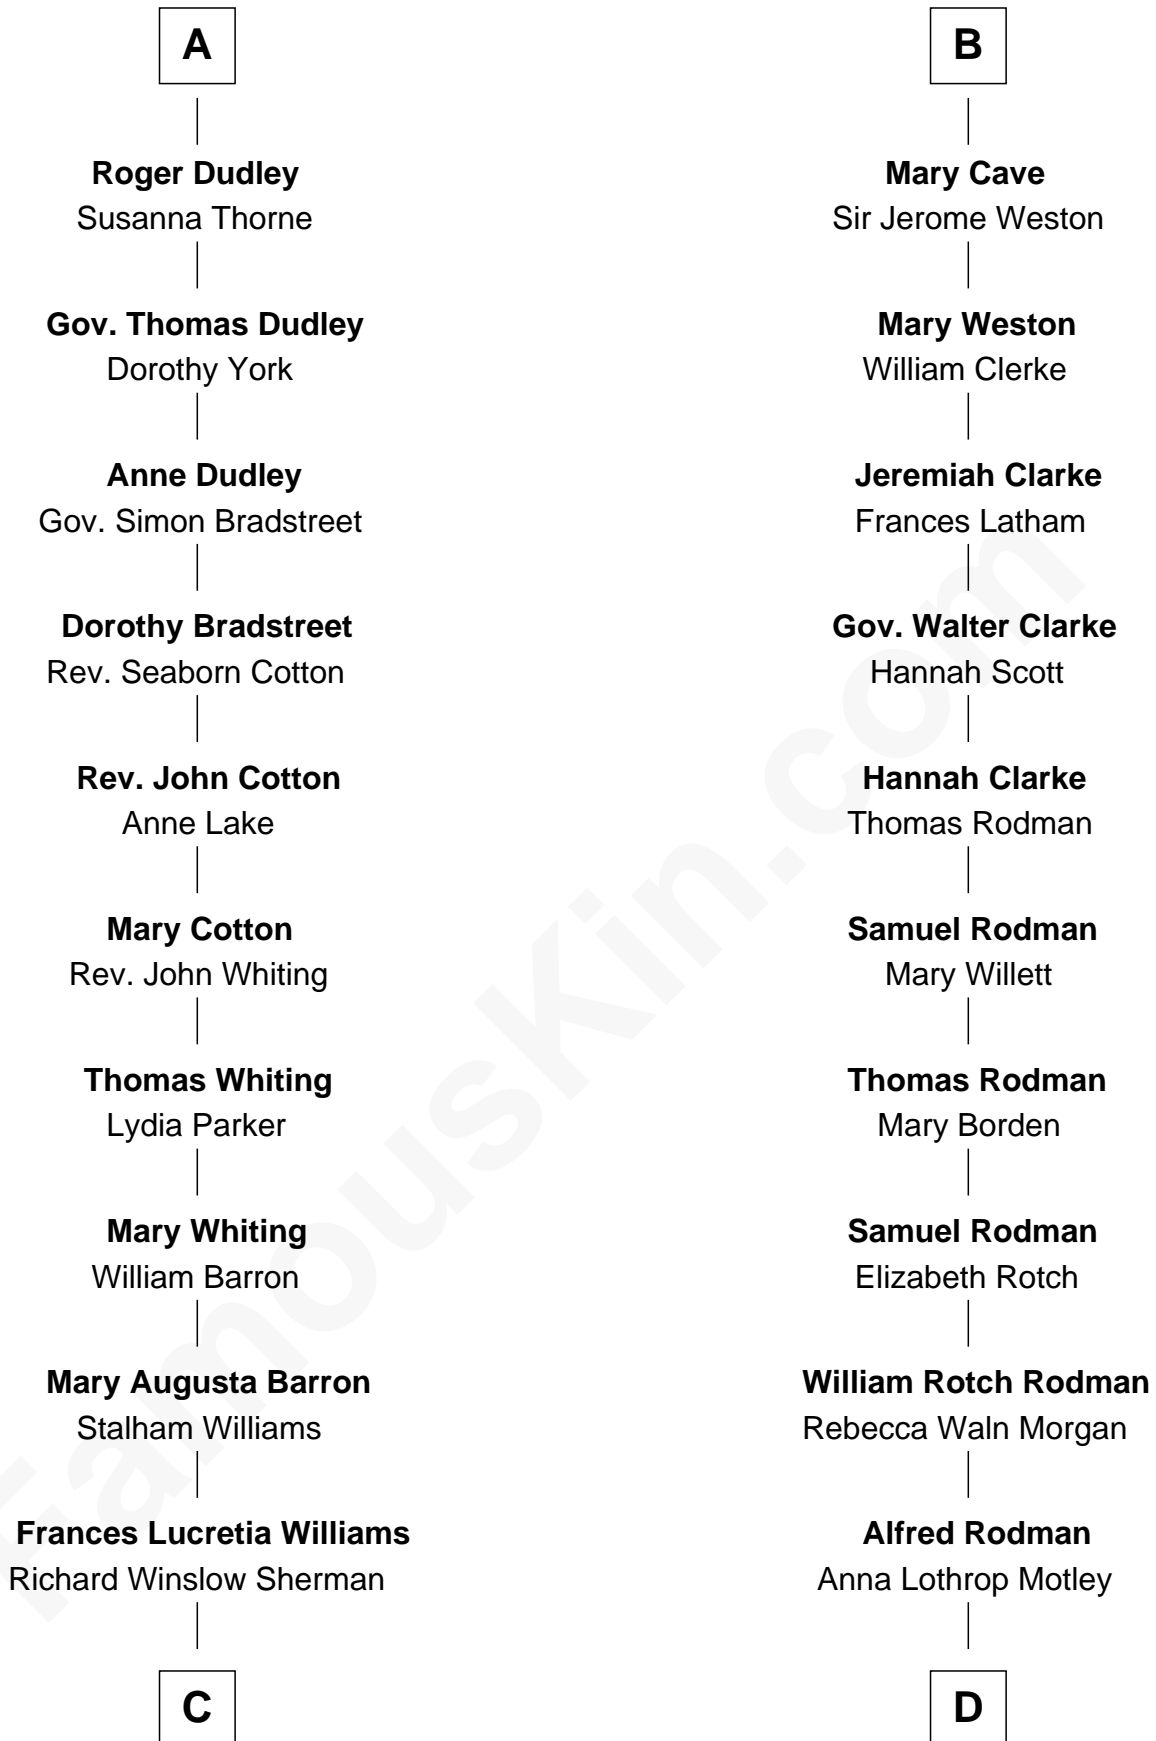 A
Roger Dudley
Susanna Thorne
Gov. Thomas Dudley
Dorothy York
Anne Dudley
Gov. Simon Bradstreet
Dorothy Bradstreet
Rev. Seaborn Cotton
Rev. John Cotton
Anne Lake
Mary Cotton
Rev. John Whiting
Thomas Whiting
Lydia Parker
Mary Whiting
William Barron
Mary Augusta Barron
Stalham Williams
Frances Lucretia Williams
Richard Winslow Sherman
C
B
Mary Cave
Sir Jerome Weston
Mary Weston
William Clerke
Jeremiah Clarke
Frances Latham
Gov. Walter Clarke
Hannah Scott
Hannah Clarke
Thomas Rodman
Samuel Rodman
Mary Willett
Thomas Rodman
Mary Borden
Samuel Rodman
Elizabeth Rotch
William Rotch Rodman
Rebecca Waln Morgan
Alfred Rodman
Anna Lothrop Motley
D
FamousKin.com